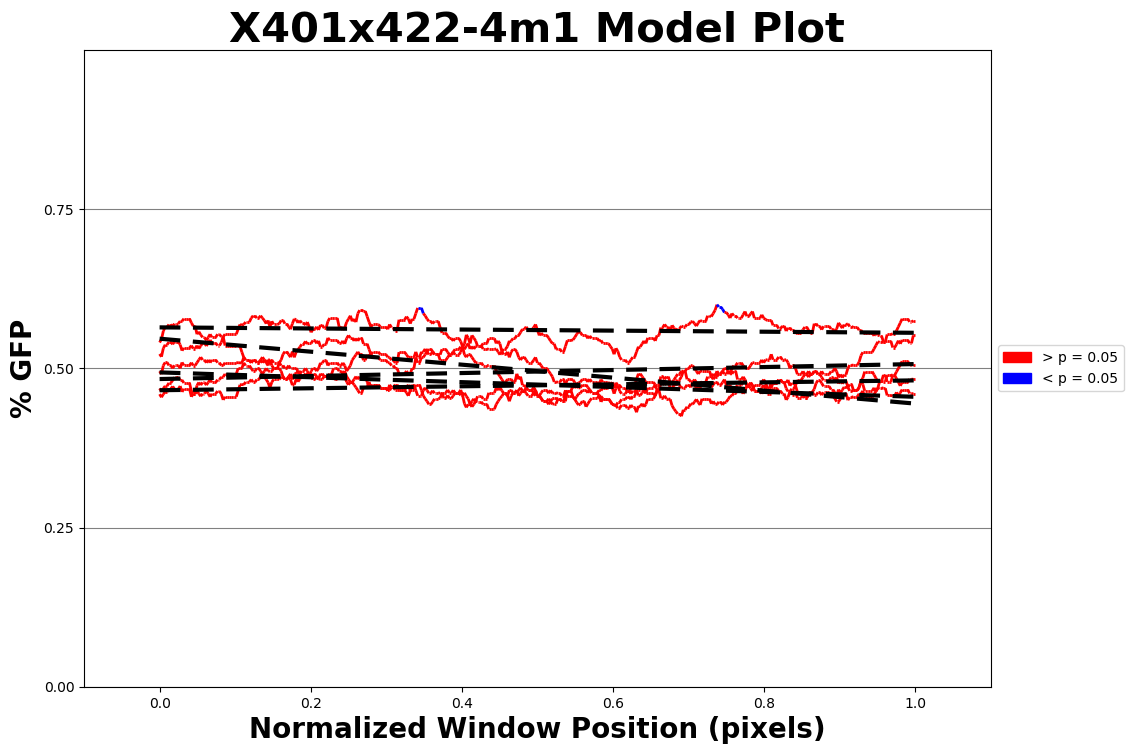 X401x422-4m1 Model Plot
% GFP
0.75
0.50
0.25
0.00
0.0 0.2 0.4 0.6 0.8 1.0
Normalized Window Position (pixels)
> p = 0.05
< p = 0.05